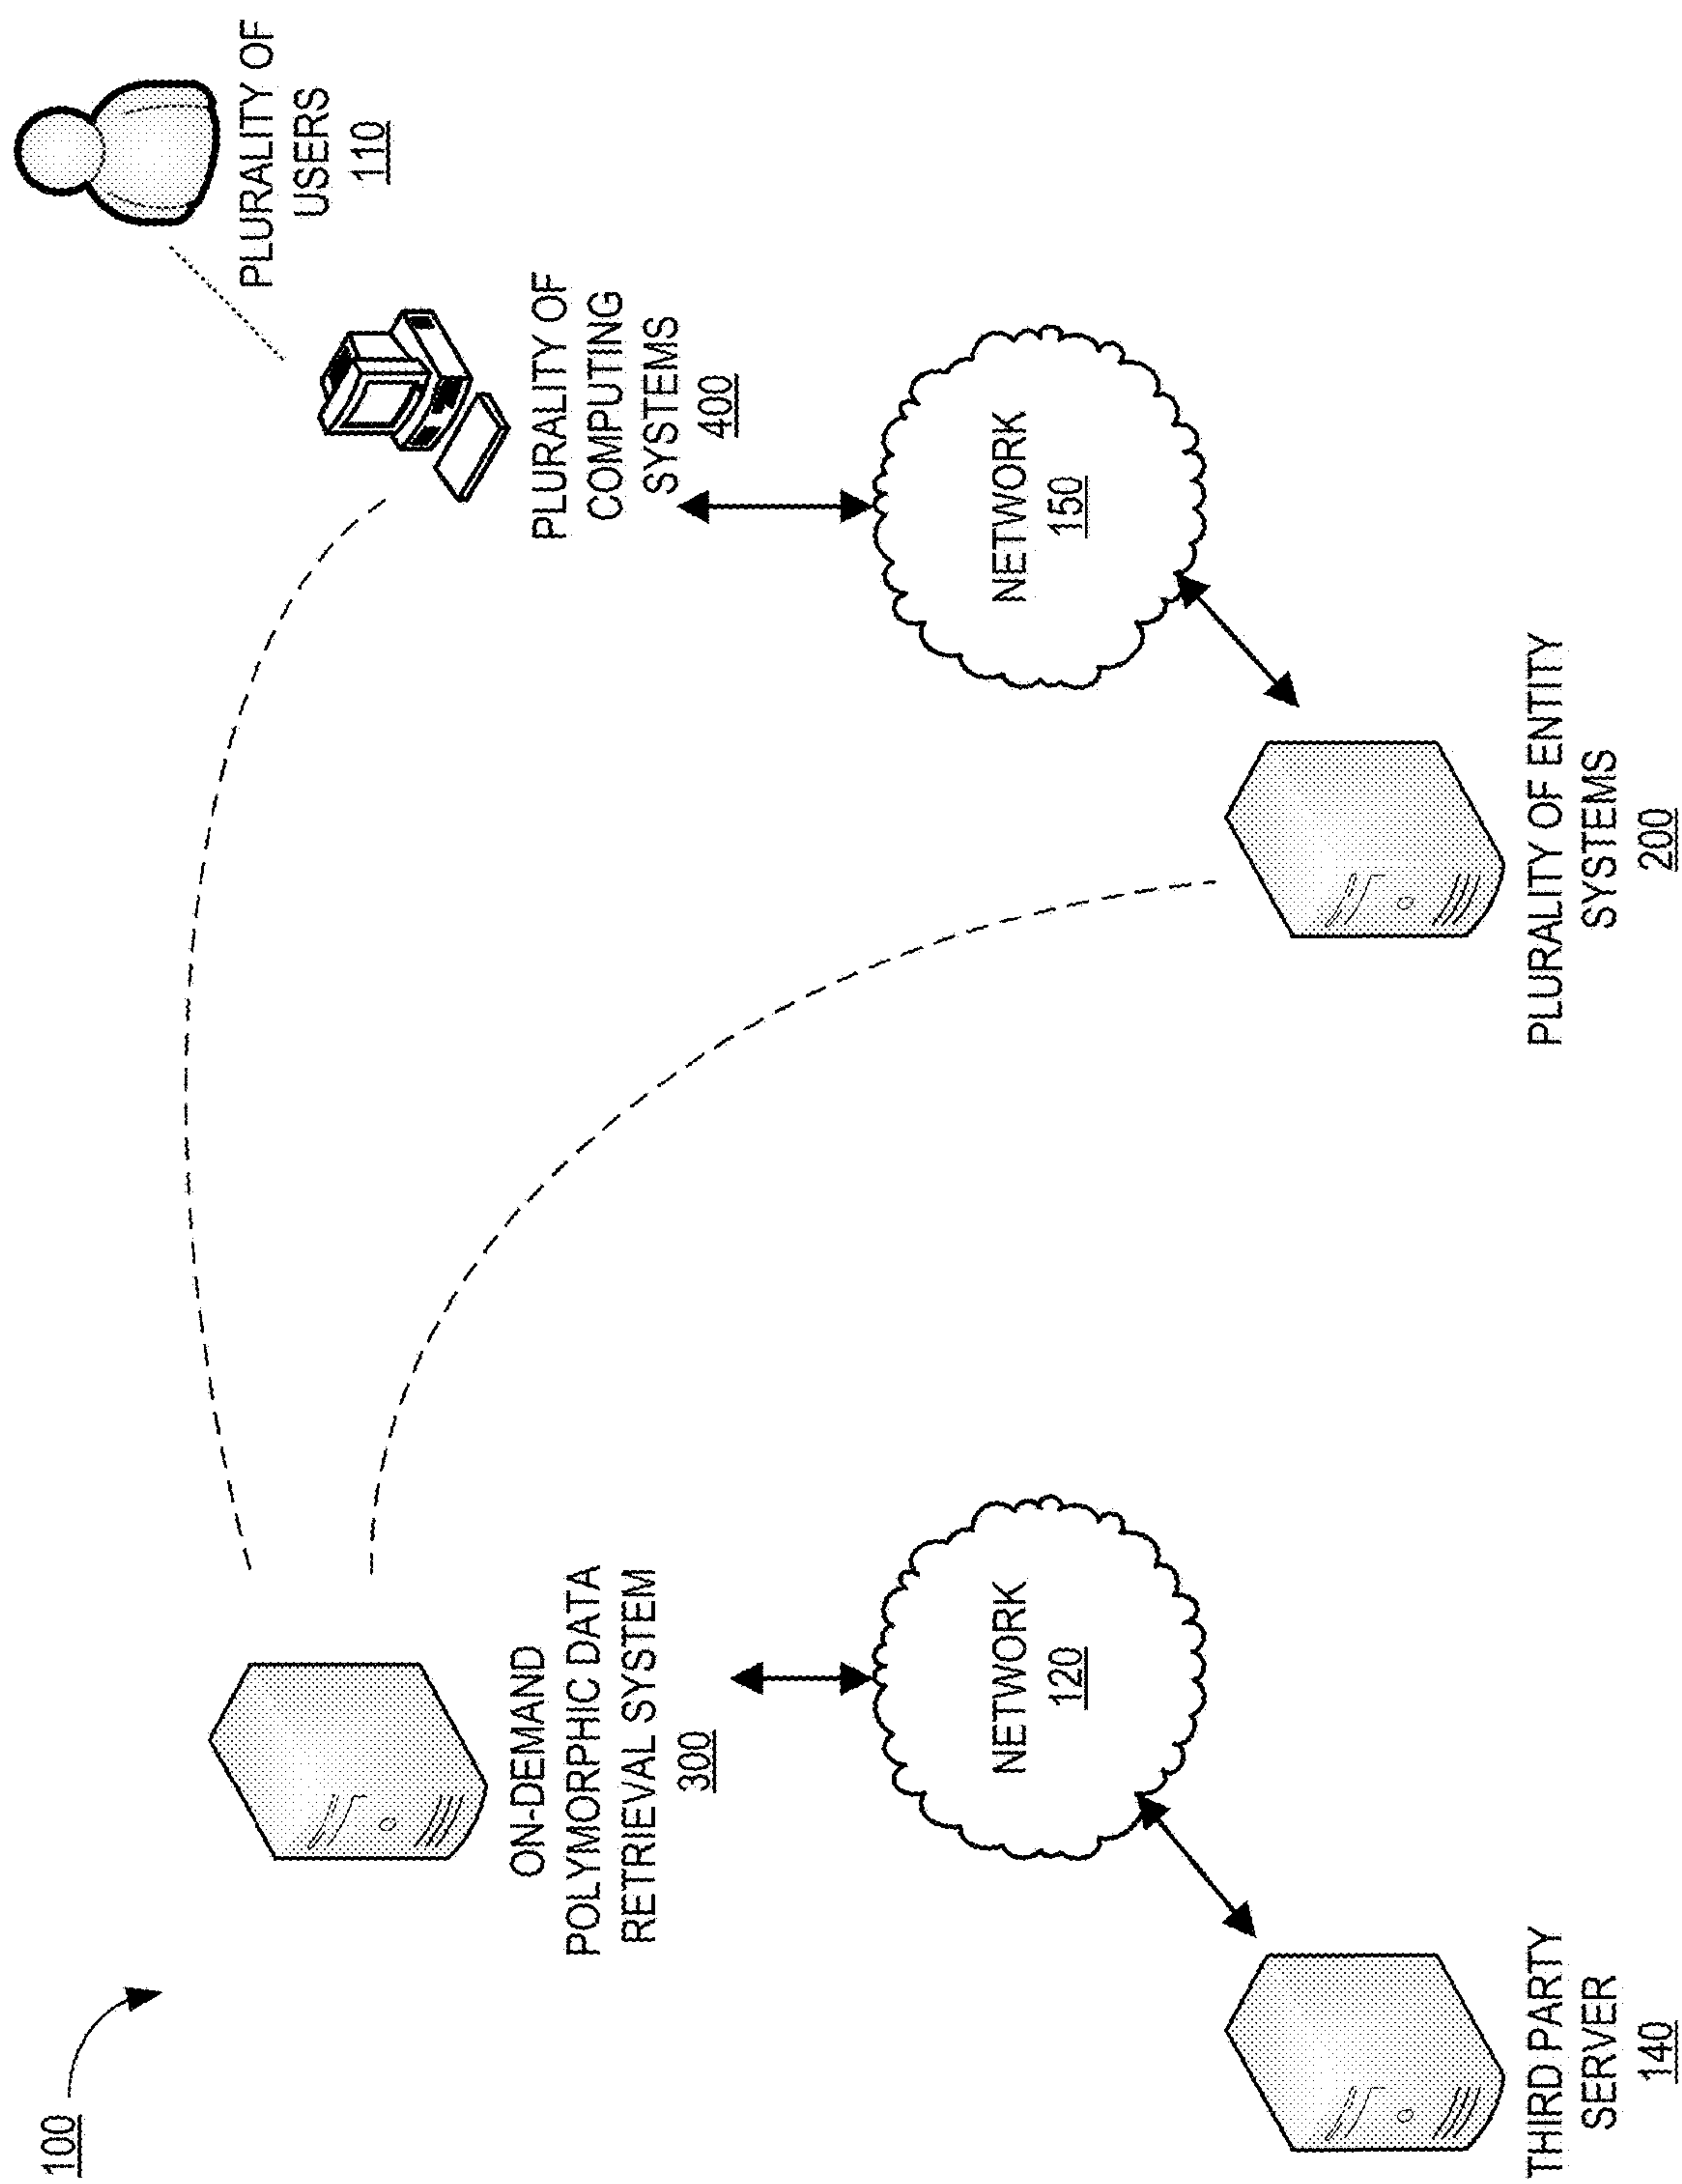 100
ON-DEMAND
POLYMORPHIC DATA
RETRIEVAL SYSTEM
300
PLURALITY OF
USERS
110
PLURALITY OF
COMPUTING
SYSTEMS
400
NETWORK
120
NETWORK
150
THIRD PARTY
SERVER
140
PLURALITY OF ENTITY
SYSTEMS
200